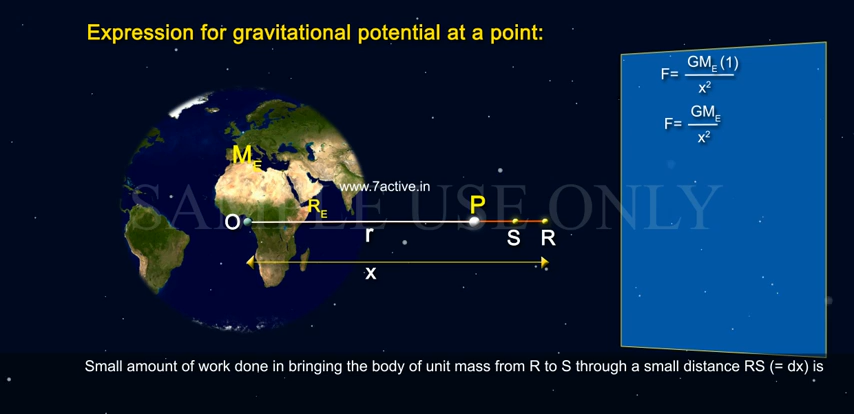 Expression for gravitational potential at a point:
F= GM_E (1) / x²
F= GM_E / x²
M_E
www.7active.in
SAMPLE USE ONLY
R_E
P
O
r
S
R
x
Small amount of work done in bringing the body of unit mass from R to S through a small distance RS (= dx) is